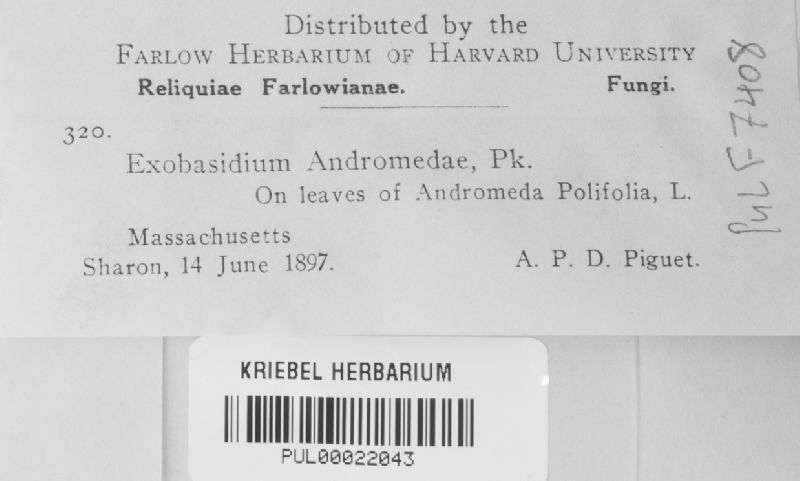 Distributed by the
FARLOW HERBARIUM OF HARVARD UNIVERSITY
Reliquiae Farlowianae. Fungi.
320.
Exobasidium Andromedae, Pk.
On leaves of Andromeda Polifolia, L.
Massachusetts
Sharon, 14 June 1897. A. P. D. Piguet.
PUL F 7408
KRIEBEL HERBARIUM
PUL00022043